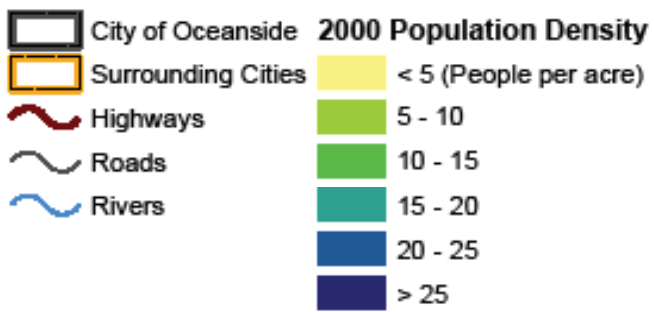 City of Oceanside
Surrounding Cities
Highways
Roads
Rivers
2000 Population Density
< 5 (People per acre)
5 - 10
10 - 15
15 - 20
20 - 25
> 25